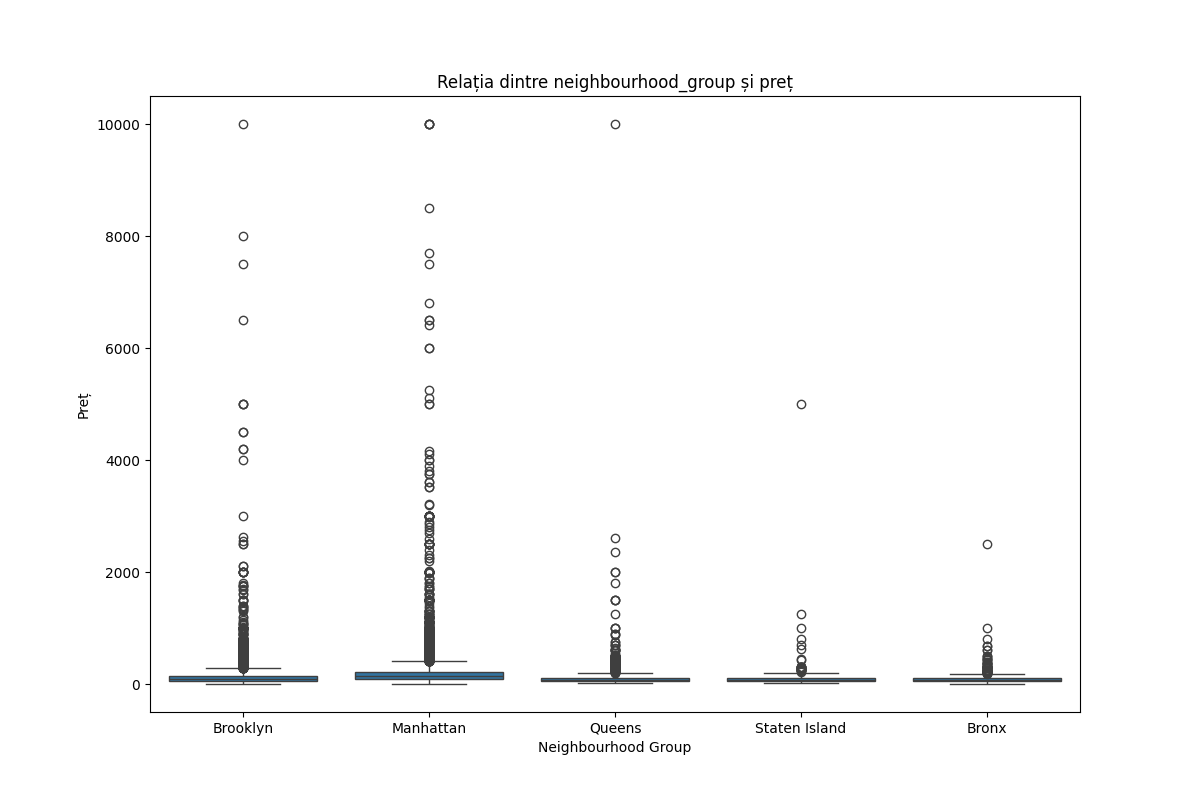 Relația dintre neighbourhood_group și preț
10000
8000
6000
4000
2000
0
Preț
Brooklyn
Manhattan
Queens
Staten Island
Bronx
Neighbourhood Group